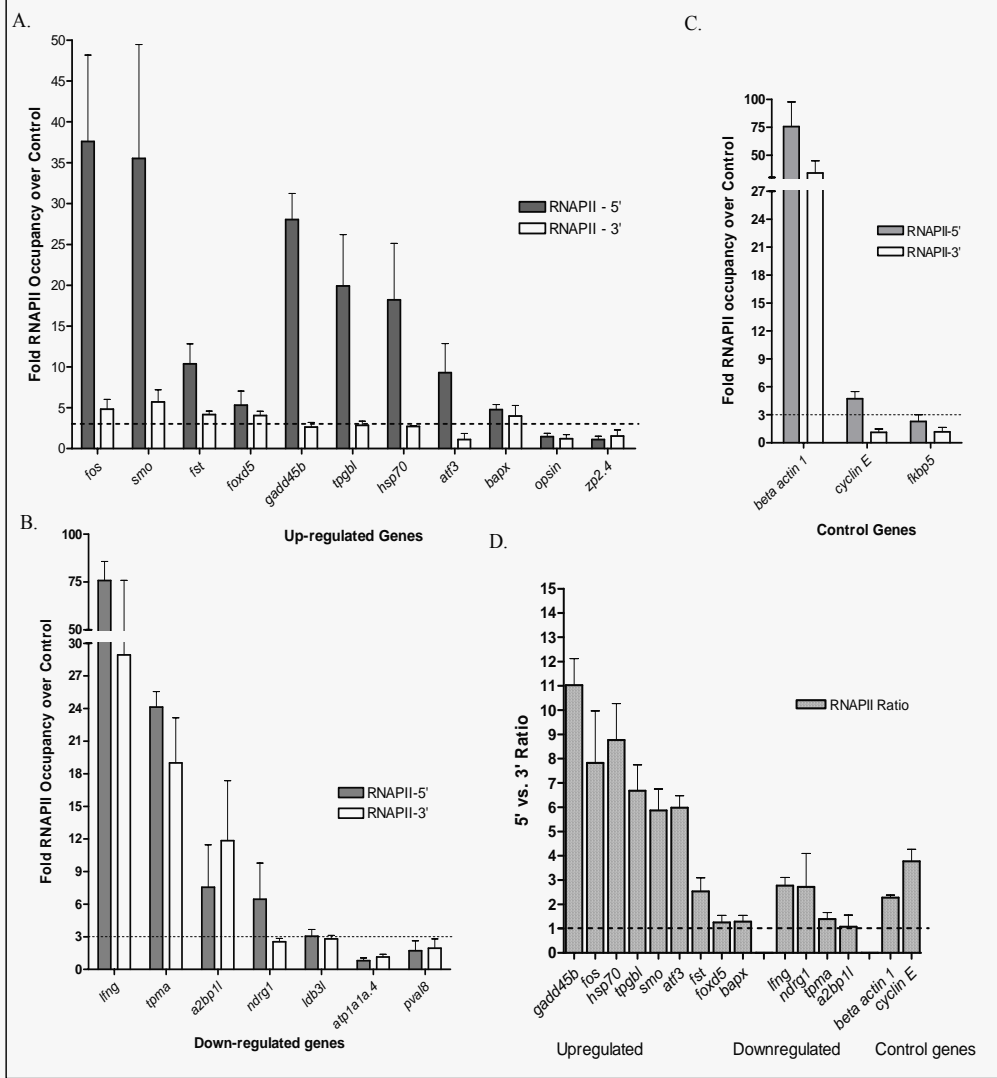 A.
Fold RNAPII Occupancy over Control
50
45
40
35
30
25
20
15
10
5
0
RNAPII - 5'
RNAPII - 3'
fos
smo
fst
foxd5
gadd45b
tpgbl
hsp70
atf3
bapx
opsin
zp2.4
Up-regulated Genes
C.
Fold RNAPII occupancy over Control
100
75
50
27
24
21
18
15
12
9
6
3
0
RNAPII-5'
RNAPII-3'
beta actin 1
cyclin E
fkbp5
Control Genes
B.
Fold RNAPII Occupancy over Control
100
75
50
30
27
24
21
18
15
12
9
6
3
0
RNAPII-5'
RNAPII-3'
lfng
tpma
a2bp1l
ndrg1
ldb3l
atp1a1a.4
pval8
Down-regulated genes
D.
5' vs. 3' Ratio
15
14
13
12
11
10
9
8
7
6
5
4
3
2
1
0
RNAPII Ratio
gadd45b
fos
hsp70
tpgbl
smo
atf3
fst
foxd5
bapx
lfng
ndrg1
tpma
a2bp1l
beta actin 1
cyclin E
Upregulated
Downregulated
Control genes